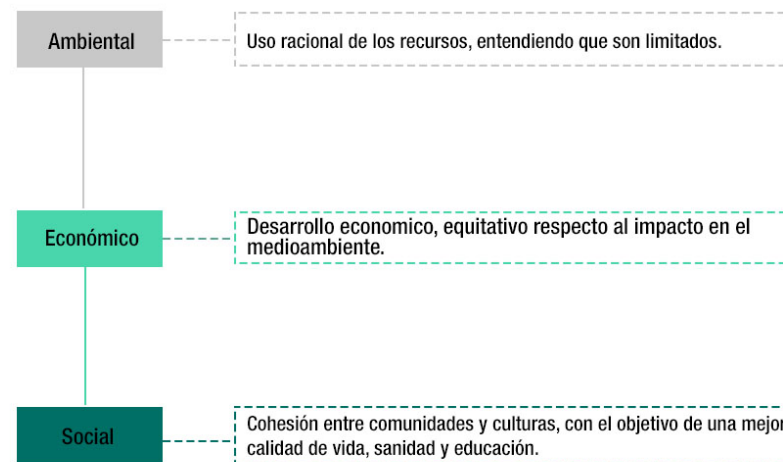 Ambiental
Uso racional de los recursos, entendiendo que son limitados.
Económico
Desarrollo economico, equitativo respecto al impacto en el
medioambiente.
Social
Cohesión entre comunidades y culturas, con el objetivo de una mejor
calidad de vida, sanidad y educación.